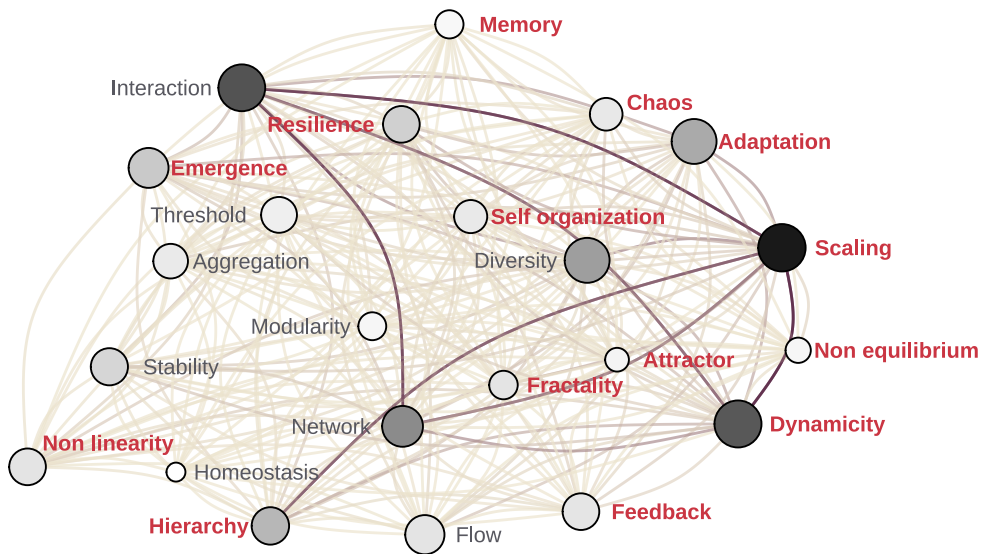 Memory
Interaction
Chaos
Resilience
Adaptation
Emergence
Threshold
Self organization
Scaling
Aggregation
Diversity
Modularity
Non equilibrium
Attractor
Stability
Fractality
Network
Dynamicity
Non linearity
Homeostasis
Feedback
Hierarchy
Flow